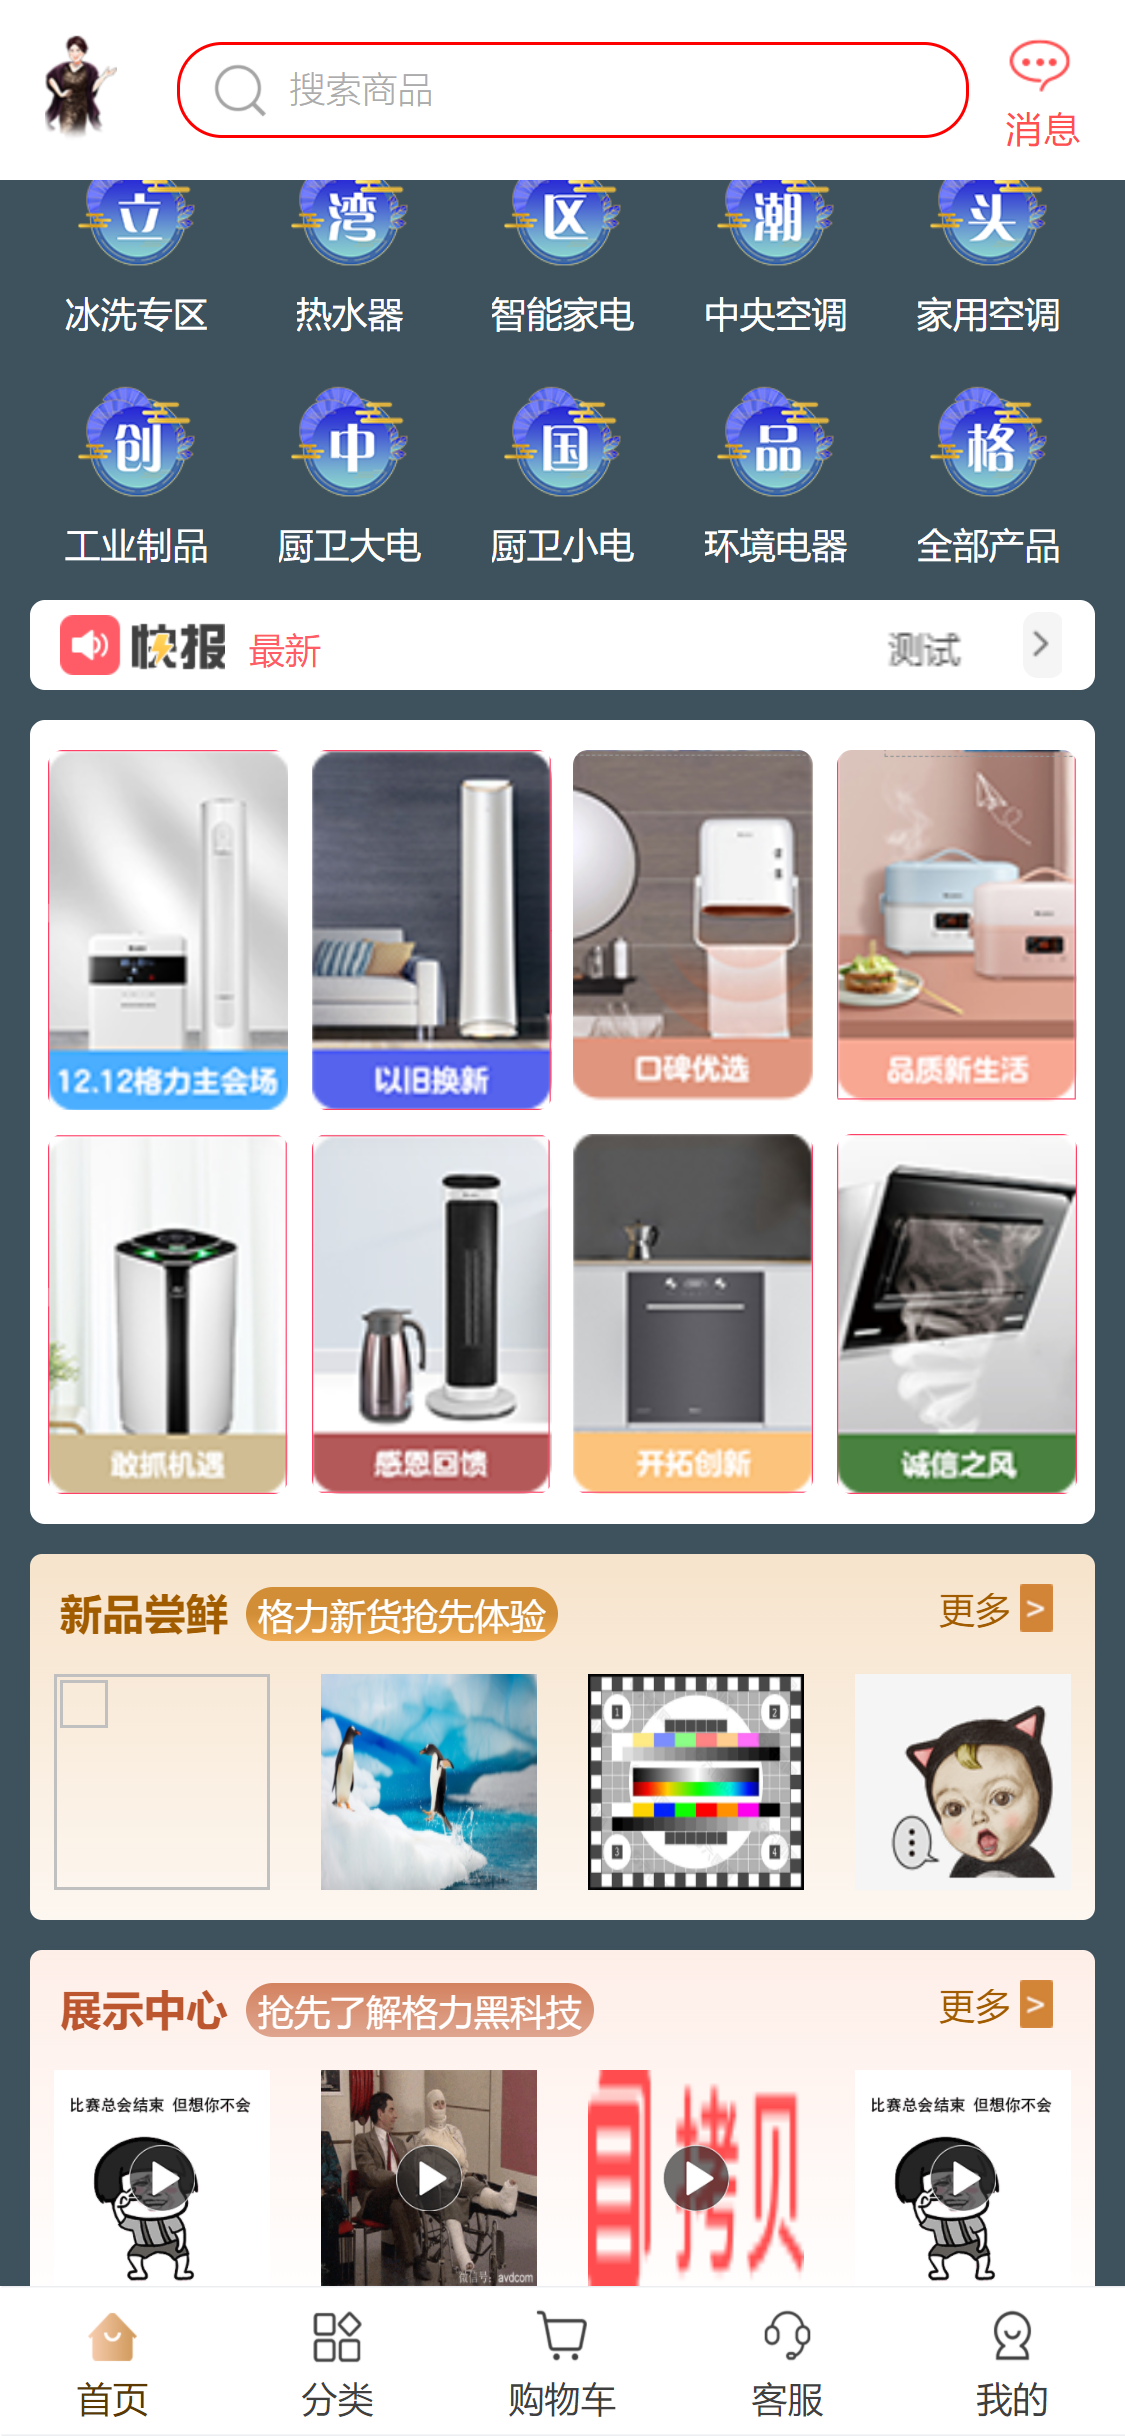 搜索商品
消息
立 湾 区 潮 头
冰洗专区 热水器 智能家电 中央空调 家用空调
创 中 国 品 格
工业制品 厨卫大电 厨卫小电 环境电器 全部产品
快报 最新 测试
12.12格力主会场 以旧换新 口碑优选 品质新生活
敢抓机遇 感恩回馈 开拓创新 诚信之风
新品尝鲜 格力新货抢先体验 更多 >
1 2
3 4
展示中心 抢先了解格力黑科技 更多 >
比赛总会结束 但想你不会 比赛总会结束 但想你不会
拷贝
微信号: avdcom
首页 分类 购物车 客服 我的